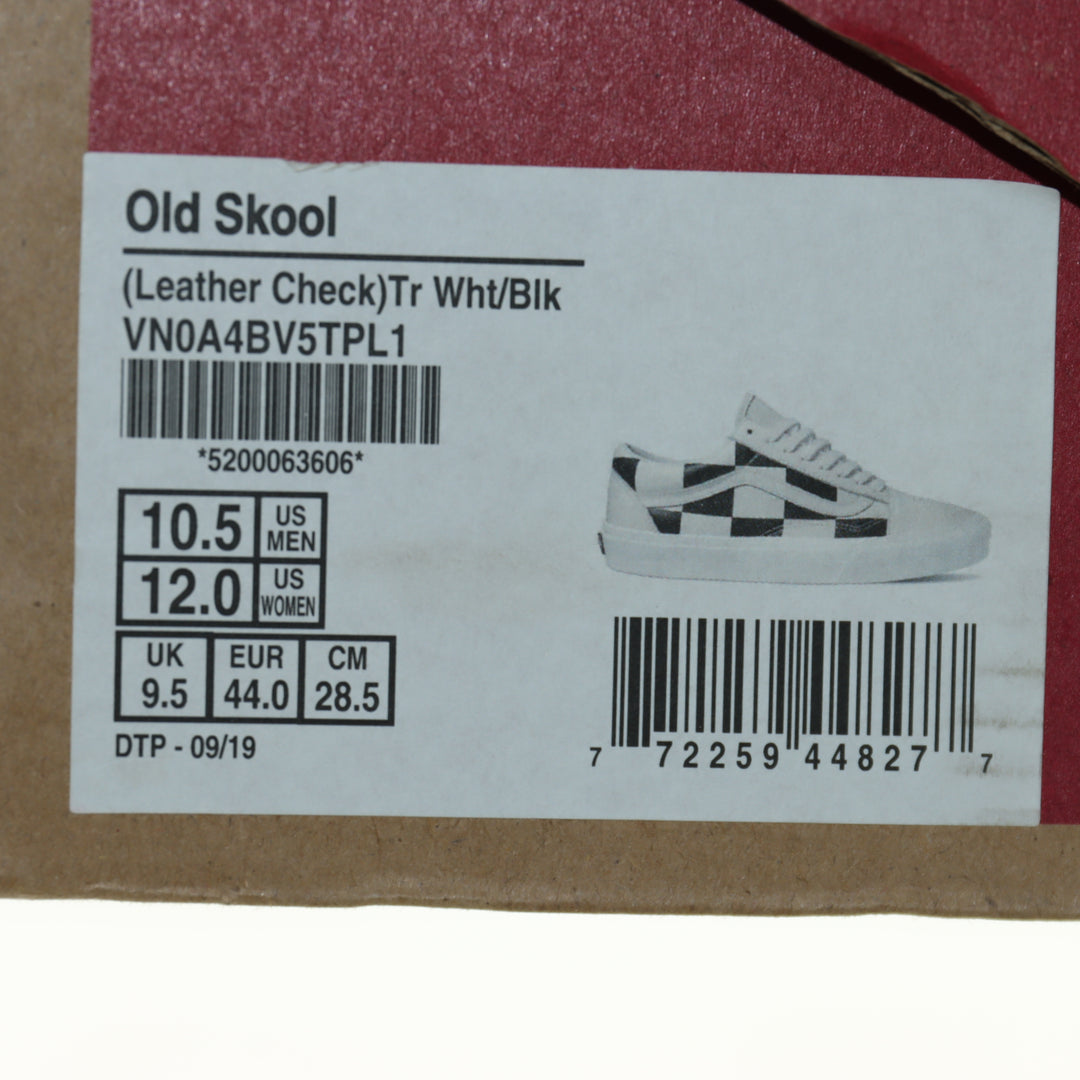 Old Skool
(Leather Check)Tr Wht/Blk
VN0A4BV5TPL1
*5200063606*
10.5 US MEN
12.0 US WOMEN
UK EUR CM
9.5 44.0 28.5
DTP - 09/19
7 72259 44827 7